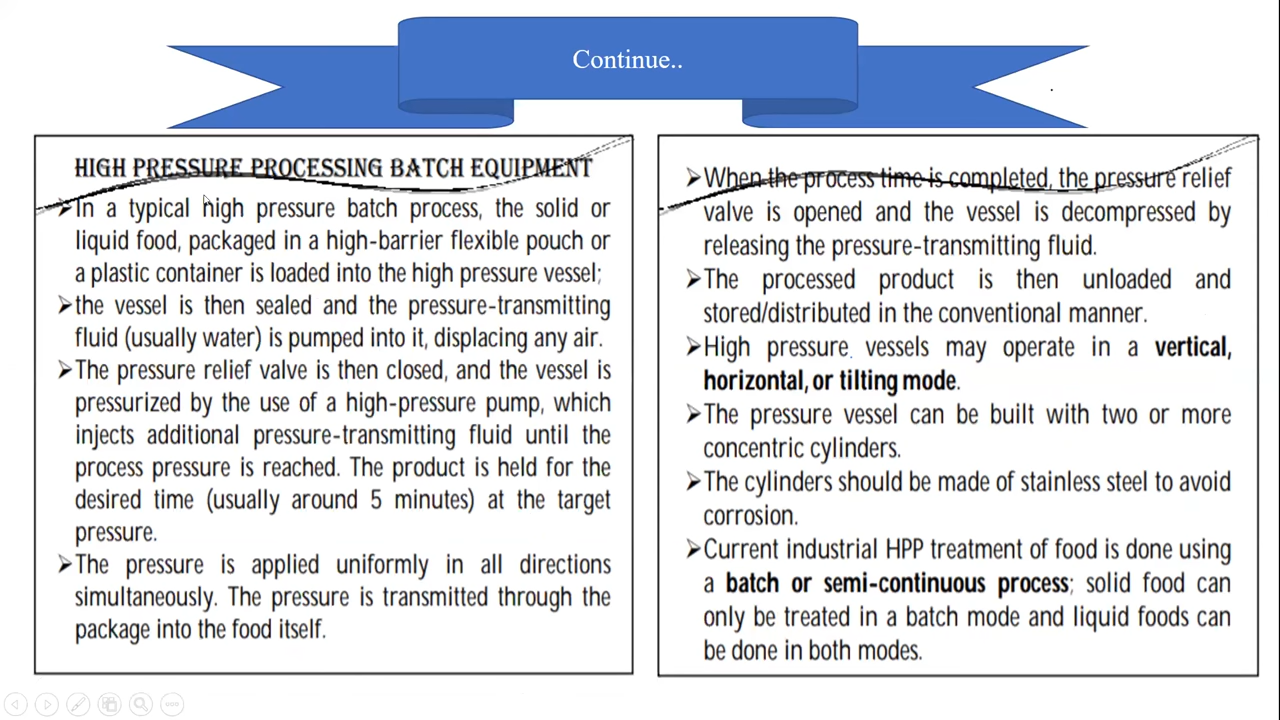 Continue..
HIGH PRESSURE PROCESSING BATCH EQUIPMENT
➢In a typical high pressure batch process, the solid or
liquid food, packaged in a high-barrier flexible pouch or
a plastic container is loaded into the high pressure vessel;
➢the vessel is then sealed and the pressure-transmitting
fluid (usually water) is pumped into it, displacing any air.
➢The pressure relief valve is then closed, and the vessel is
pressurized by the use of a high-pressure pump, which
injects additional pressure-transmitting fluid until the
process pressure is reached. The product is held for the
desired time (usually around 5 minutes) at the target
pressure.
➢The pressure is applied uniformly in all directions
simultaneously. The pressure is transmitted through the
package into the food itself.
➢When the process time is completed, the pressure relief
valve is opened and the vessel is decompressed by
releasing the pressure-transmitting fluid.
➢The processed product is then unloaded and
stored/distributed in the conventional manner.
➢High pressure vessels may operate in a vertical,
horizontal, or tilting mode.
➢The pressure vessel can be built with two or more
concentric cylinders.
➢The cylinders should be made of stainless steel to avoid
corrosion.
➢Current industrial HPP treatment of food is done using
a batch or semi-continuous process; solid food can
only be treated in a batch mode and liquid foods can
be done in both modes.